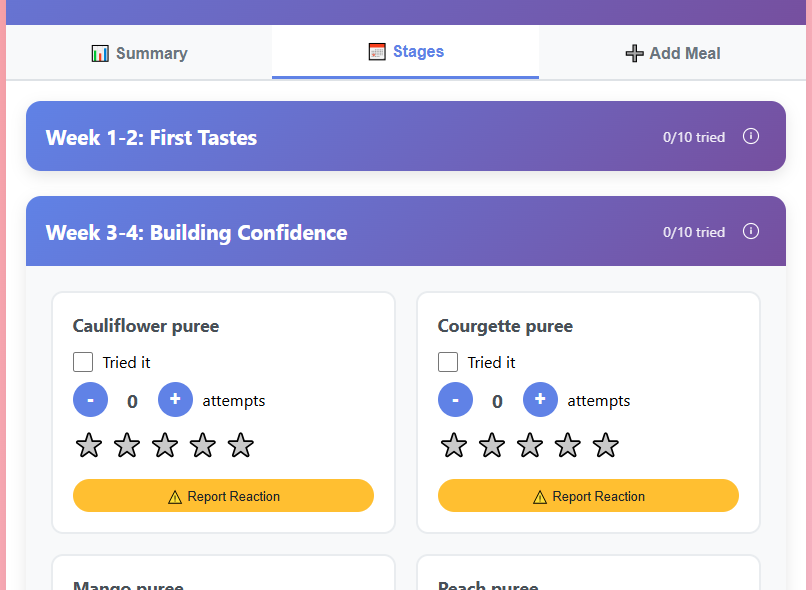 Summary
Stages
Add Meal
Week 1-2: First Tastes
0/10 tried
Week 3-4: Building Confidence
0/10 tried
Cauliflower puree
Tried it
- 0 + attempts
Report Reaction
Courgette puree
Tried it
- 0 + attempts
Report Reaction
Mango puree
Peach puree